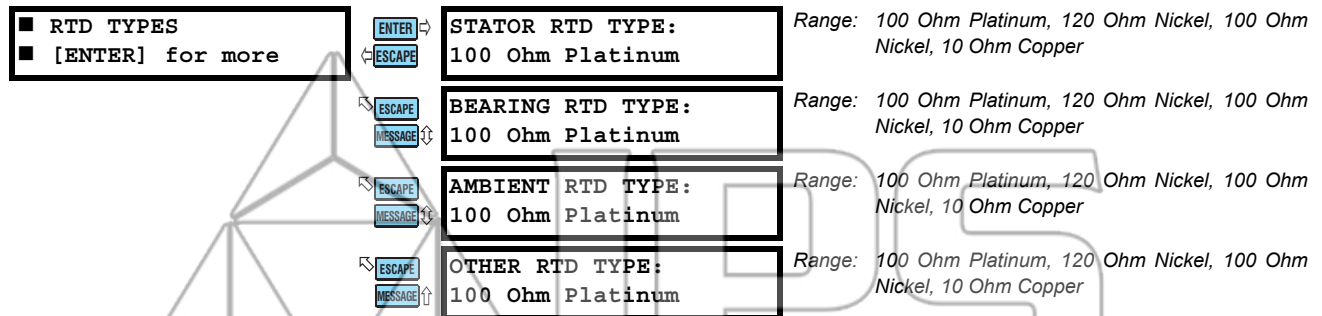 ■ RTD TYPES
■ [ENTER] for more
ENTER
ESCAPE
STATOR RTD TYPE:
100 Ohm Platinum
Range: 100 Ohm Platinum, 120 Ohm Nickel, 100 Ohm
Nickel, 10 Ohm Copper
ESCAPE
MESSAGE
BEARING RTD TYPE:
100 Ohm Platinum
Range: 100 Ohm Platinum, 120 Ohm Nickel, 100 Ohm
Nickel, 10 Ohm Copper
ESCAPE
MESSAGE
AMBIENT RTD TYPE:
100 Ohm Platinum
Range: 100 Ohm Platinum, 120 Ohm Nickel, 100 Ohm
Nickel, 10 Ohm Copper
ESCAPE
MESSAGE
OTHER RTD TYPE:
100 Ohm Platinum
Range: 100 Ohm Platinum, 120 Ohm Nickel, 100 Ohm
Nickel, 10 Ohm Copper
IPS